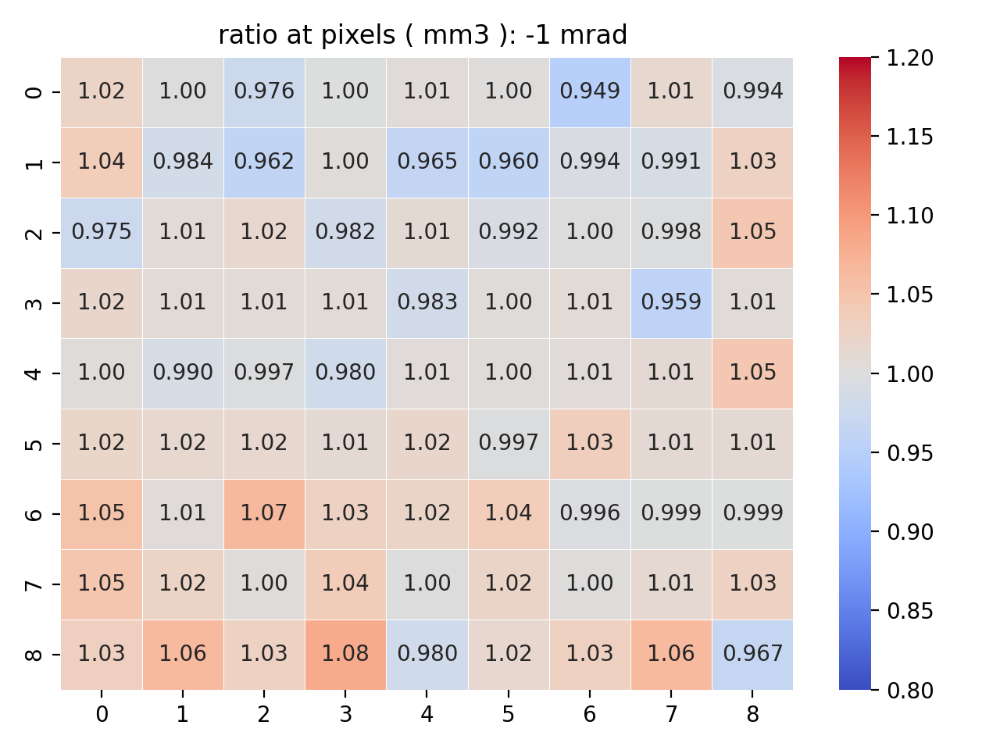 ratio at pixels ( mm3 ): -1 mrad
0 1.02 1.00 0.976 1.00 1.01 1.00 0.949 1.01 0.994
1 1.04 0.984 0.962 1.00 0.965 0.960 0.994 0.991 1.03
2 0.975 1.01 1.02 0.982 1.01 0.992 1.00 0.998 1.05
3 1.02 1.01 1.01 1.01 0.983 1.00 1.01 0.959 1.01
4 1.00 0.990 0.997 0.980 1.01 1.00 1.01 1.01 1.05
5 1.02 1.02 1.02 1.01 1.02 0.997 1.03 1.01 1.01
6 1.05 1.01 1.07 1.03 1.02 1.04 0.996 0.999 0.999
7 1.05 1.02 1.00 1.04 1.00 1.02 1.00 1.01 1.03
8 1.03 1.06 1.03 1.08 0.980 1.02 1.03 1.06 0.967
0 1 2 3 4 5 6 7 8
1.20
1.15
1.10
1.05
1.00
0.95
0.90
0.85
0.80